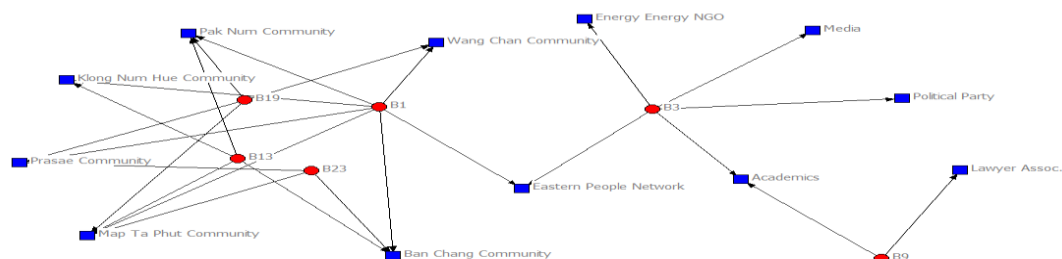 Energy Energy NGO
Pak Num Community
Media
Wang Chan Community
Klong Num Hue Community
B19
Political Party
B1
B3
Prasae Community
B13
B23
Lawyer Assoc.
Academics
Eastern People Network
Map Ta Phut Community
Ban Chang Community
B9